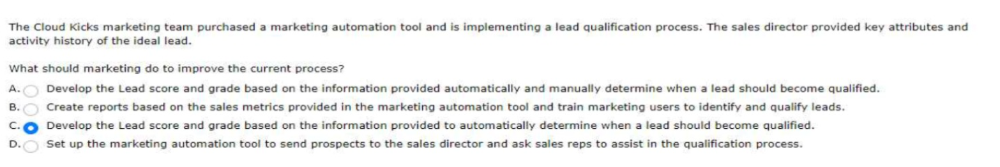 The Cloud Kicks marketing team purchased a marketing automation tool and is implementing a lead qualification process. The sales director provided key attributes and
activity history of the ideal lead.
What should marketing do to improve the current process?
A. Develop the Lead score and grade based on the information provided automatically and manually determine when a lead should become qualified.
B. Create reports based on the sales metrics provided in the marketing automation tool and train marketing users to identify and qualify leads.
C. Develop the Lead score and grade based on the information provided to automatically determine when a lead should become qualified.
D. Set up the marketing automation tool to send prospects to the sales director and ask sales reps to assist in the qualification process.